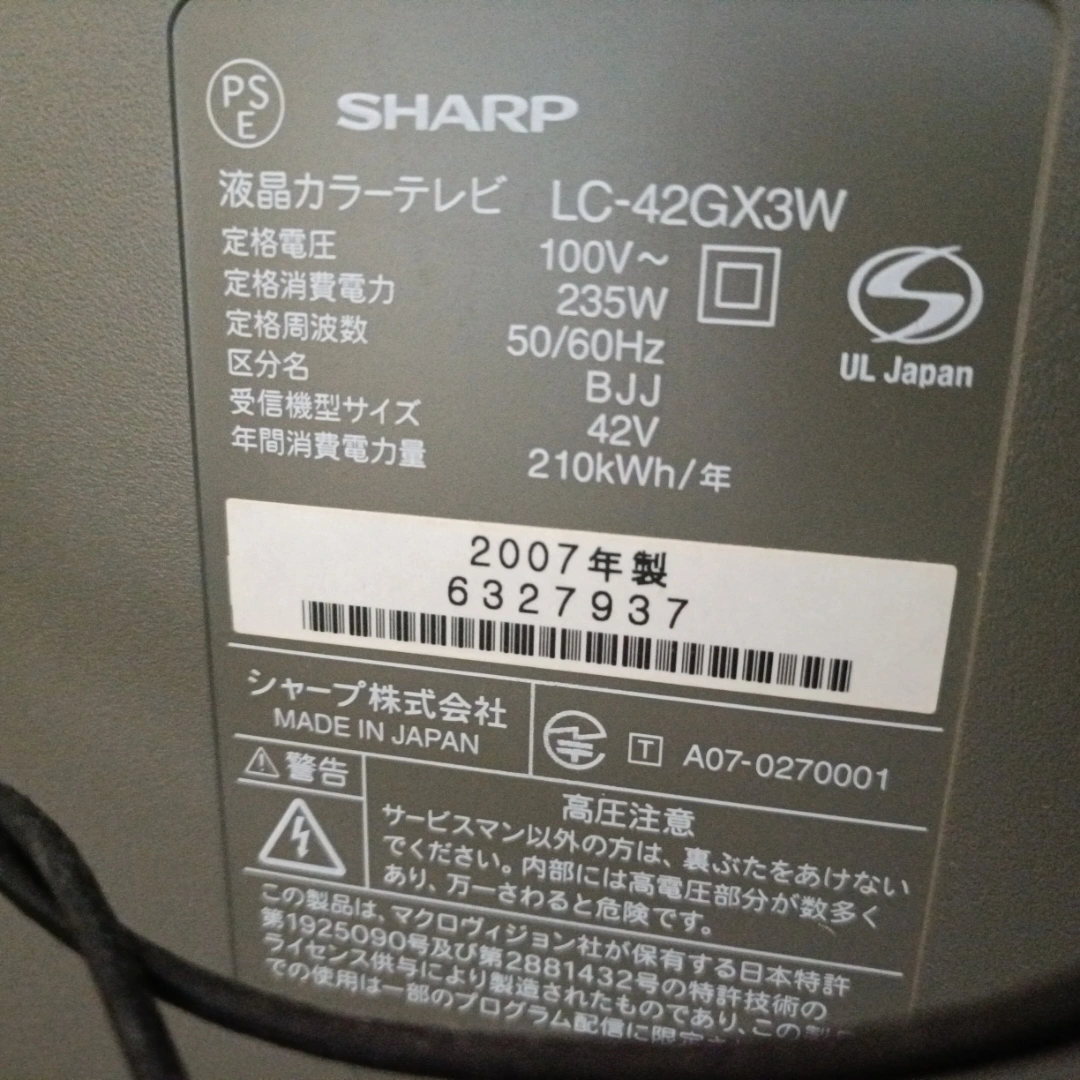 PS
E
SHARP
液晶カラーテレビ LC-42GX3W
定格電圧 100V～
定格消費電力 235W
定格周波数 50/60Hz
区分名 BJJ
受信機型サイズ 42V
年間消費電力量 210kWh/年
UL Japan
2007年製
6327937
シャープ株式会社
MADE IN JAPAN
T A07-0270001
警告
高圧注意
サービスマン以外の方は、裏ぶたをあけない
でください。内部には高電圧部分が数多く
あり、万一さわると危険です。
この製品は、マクロヴィジョン社が保有する日本特許
第1925090号及び第2881432号の特許技術の
ライセンス供与により製造されたものであり、この製
での使用は一部のプログラム配信に限定